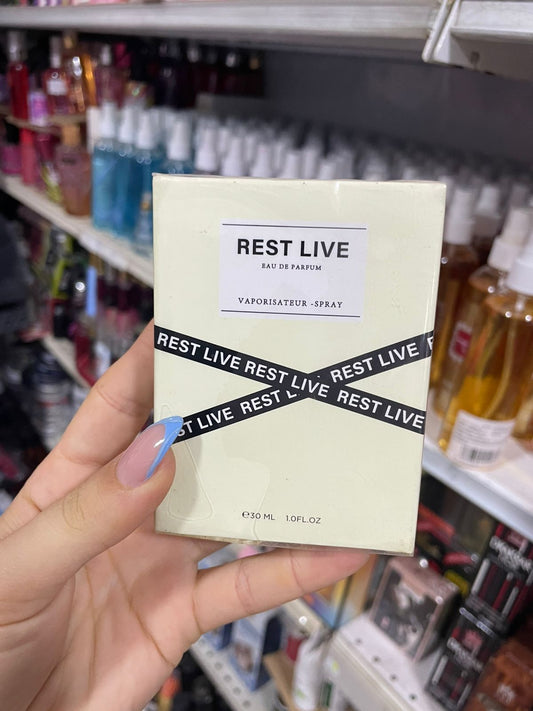 REST LIVE
EAU DE PARFUM
VAPORISATEUR -SPRAY
REST LIVE REST LIVE REST LIVE REST LIVE
REST LIVE REST REST LIVE
℮30 ML 1.0FL.OZ